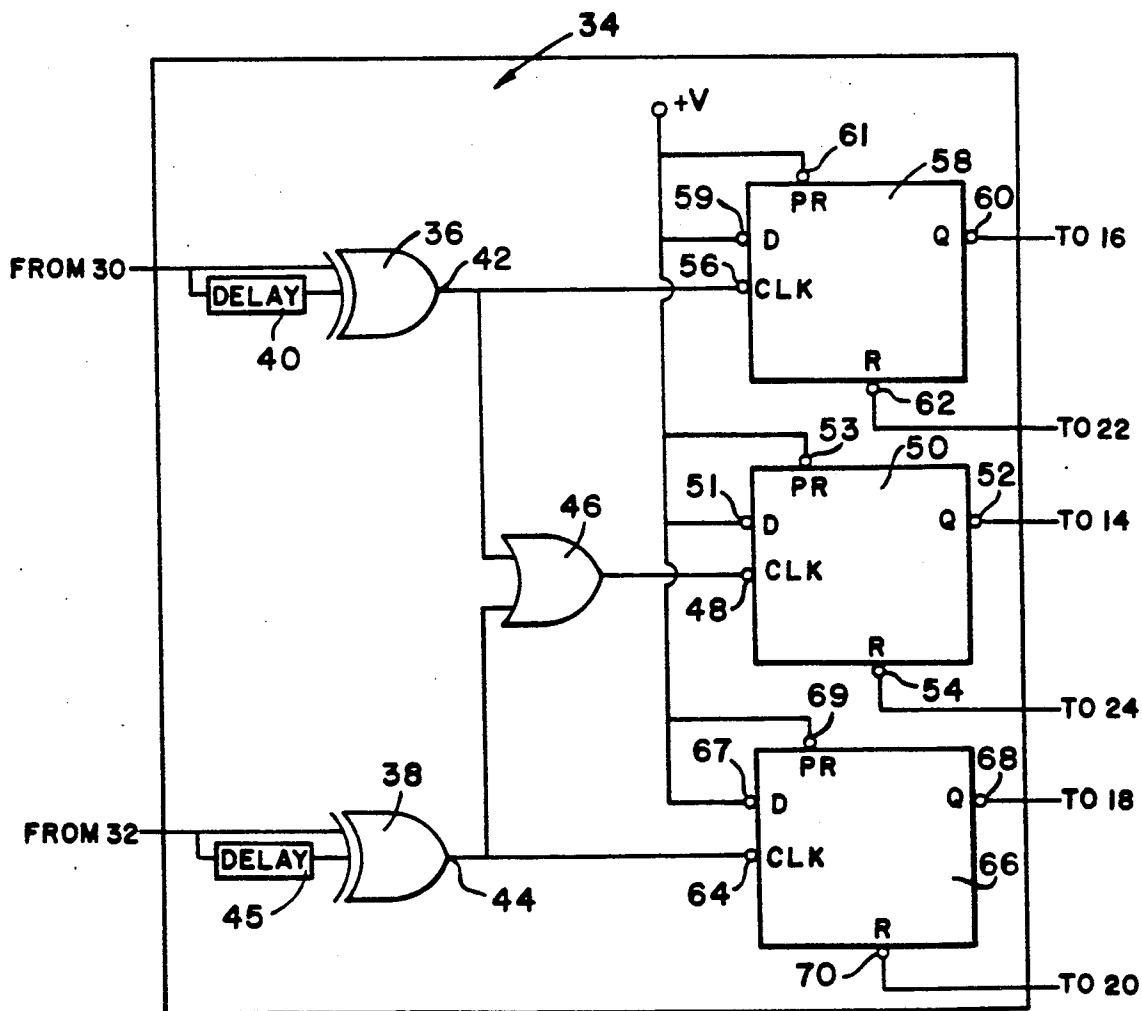 34
+V
61
58
PR
59
D
Q
60
TO 16
36
42
FROM 30
DELAY
40
56
CLK
R
62
TO 22
53
50
PR
51
D
Q
52
TO 14
46
48
CLK
R
54
TO 24
69
PR
67
D
Q
68
TO 18
38
FROM 32
DELAY
45
44
64
CLK
66
R
70
TO 20